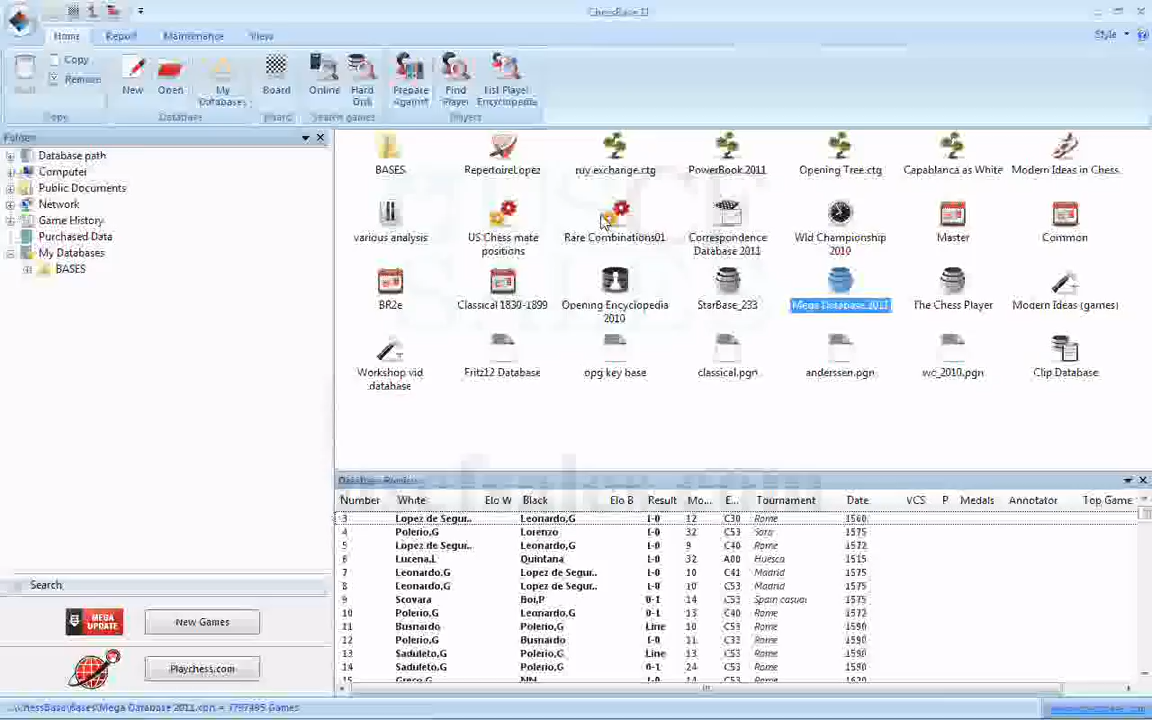 ChessBase 11
Home Report Maintenance View
Style
Copy
Remove
New Open My Databases Board Online Hard Disk Prepare Against Find Player List Player Encyclopedia
Copy Database Board Search games Players
Database path
Computer
Public Documents
Network
Game History
Purchased Data
My Databases
BASES
BASES RepertoireLopez ruy exchange.ctg PowerBook 2011 Opening Tree.ctg Capablanca as White Modern Ideas in Chess.
various analysis US Chess mate positions Rare Combinations01 Correspondence Database 2011 Wld Championship 2010 Master Common
BR2e Classical 1830-1899 Opening Encyclopedia 2010 StarBase_233 Mega Database 2011 The Chess Player Modern Ideas (games)
Workshop vid database Fritz12 Database opg key base classical.pgn anderssen.pgn wc_2010.pgn Clip Database
Number White Elo W Black Elo B Result Mo... E... Tournament Date VCS P Medals Annotator Top Game
3 Lopez de Segur.. Leonardo,G 1-0 12 C30 Rome 1560
4 Polerio,G Lorenzo 1-0 32 C53 1575
5 Lopez de Segur.. Leonardo,G 1-0 9 C40 Rome 1572
6 Lucena,L Quintana 1-0 32 A00 Huesca 1515
7 Leonardo,G Lopez de Segur.. 1-0 10 C41 Madrid 1575
8 Leonardo,G Lopez de Segur.. 1-0 10 C53 Madrid 1575
9 Scovara Boi,P 0-1 14 C53 Spain casual 1575
10 Polerio,G Leonardo,G 0-1 13 C40 Rome 1572
11 Busnardo Polerio,G Line 10 C53 Rome 1590
12 Polerio,G Busnardo 1-0 11 C33 Rome 1590
13 Saduleto,G Polerio,G Line 13 C53 Rome 1590
14 Saduleto,G Polerio,G 0-1 24 C53 Rome 1590
15 Greco,G NN 1620
Search
MEGA UPDATE New Games
Playchess.com